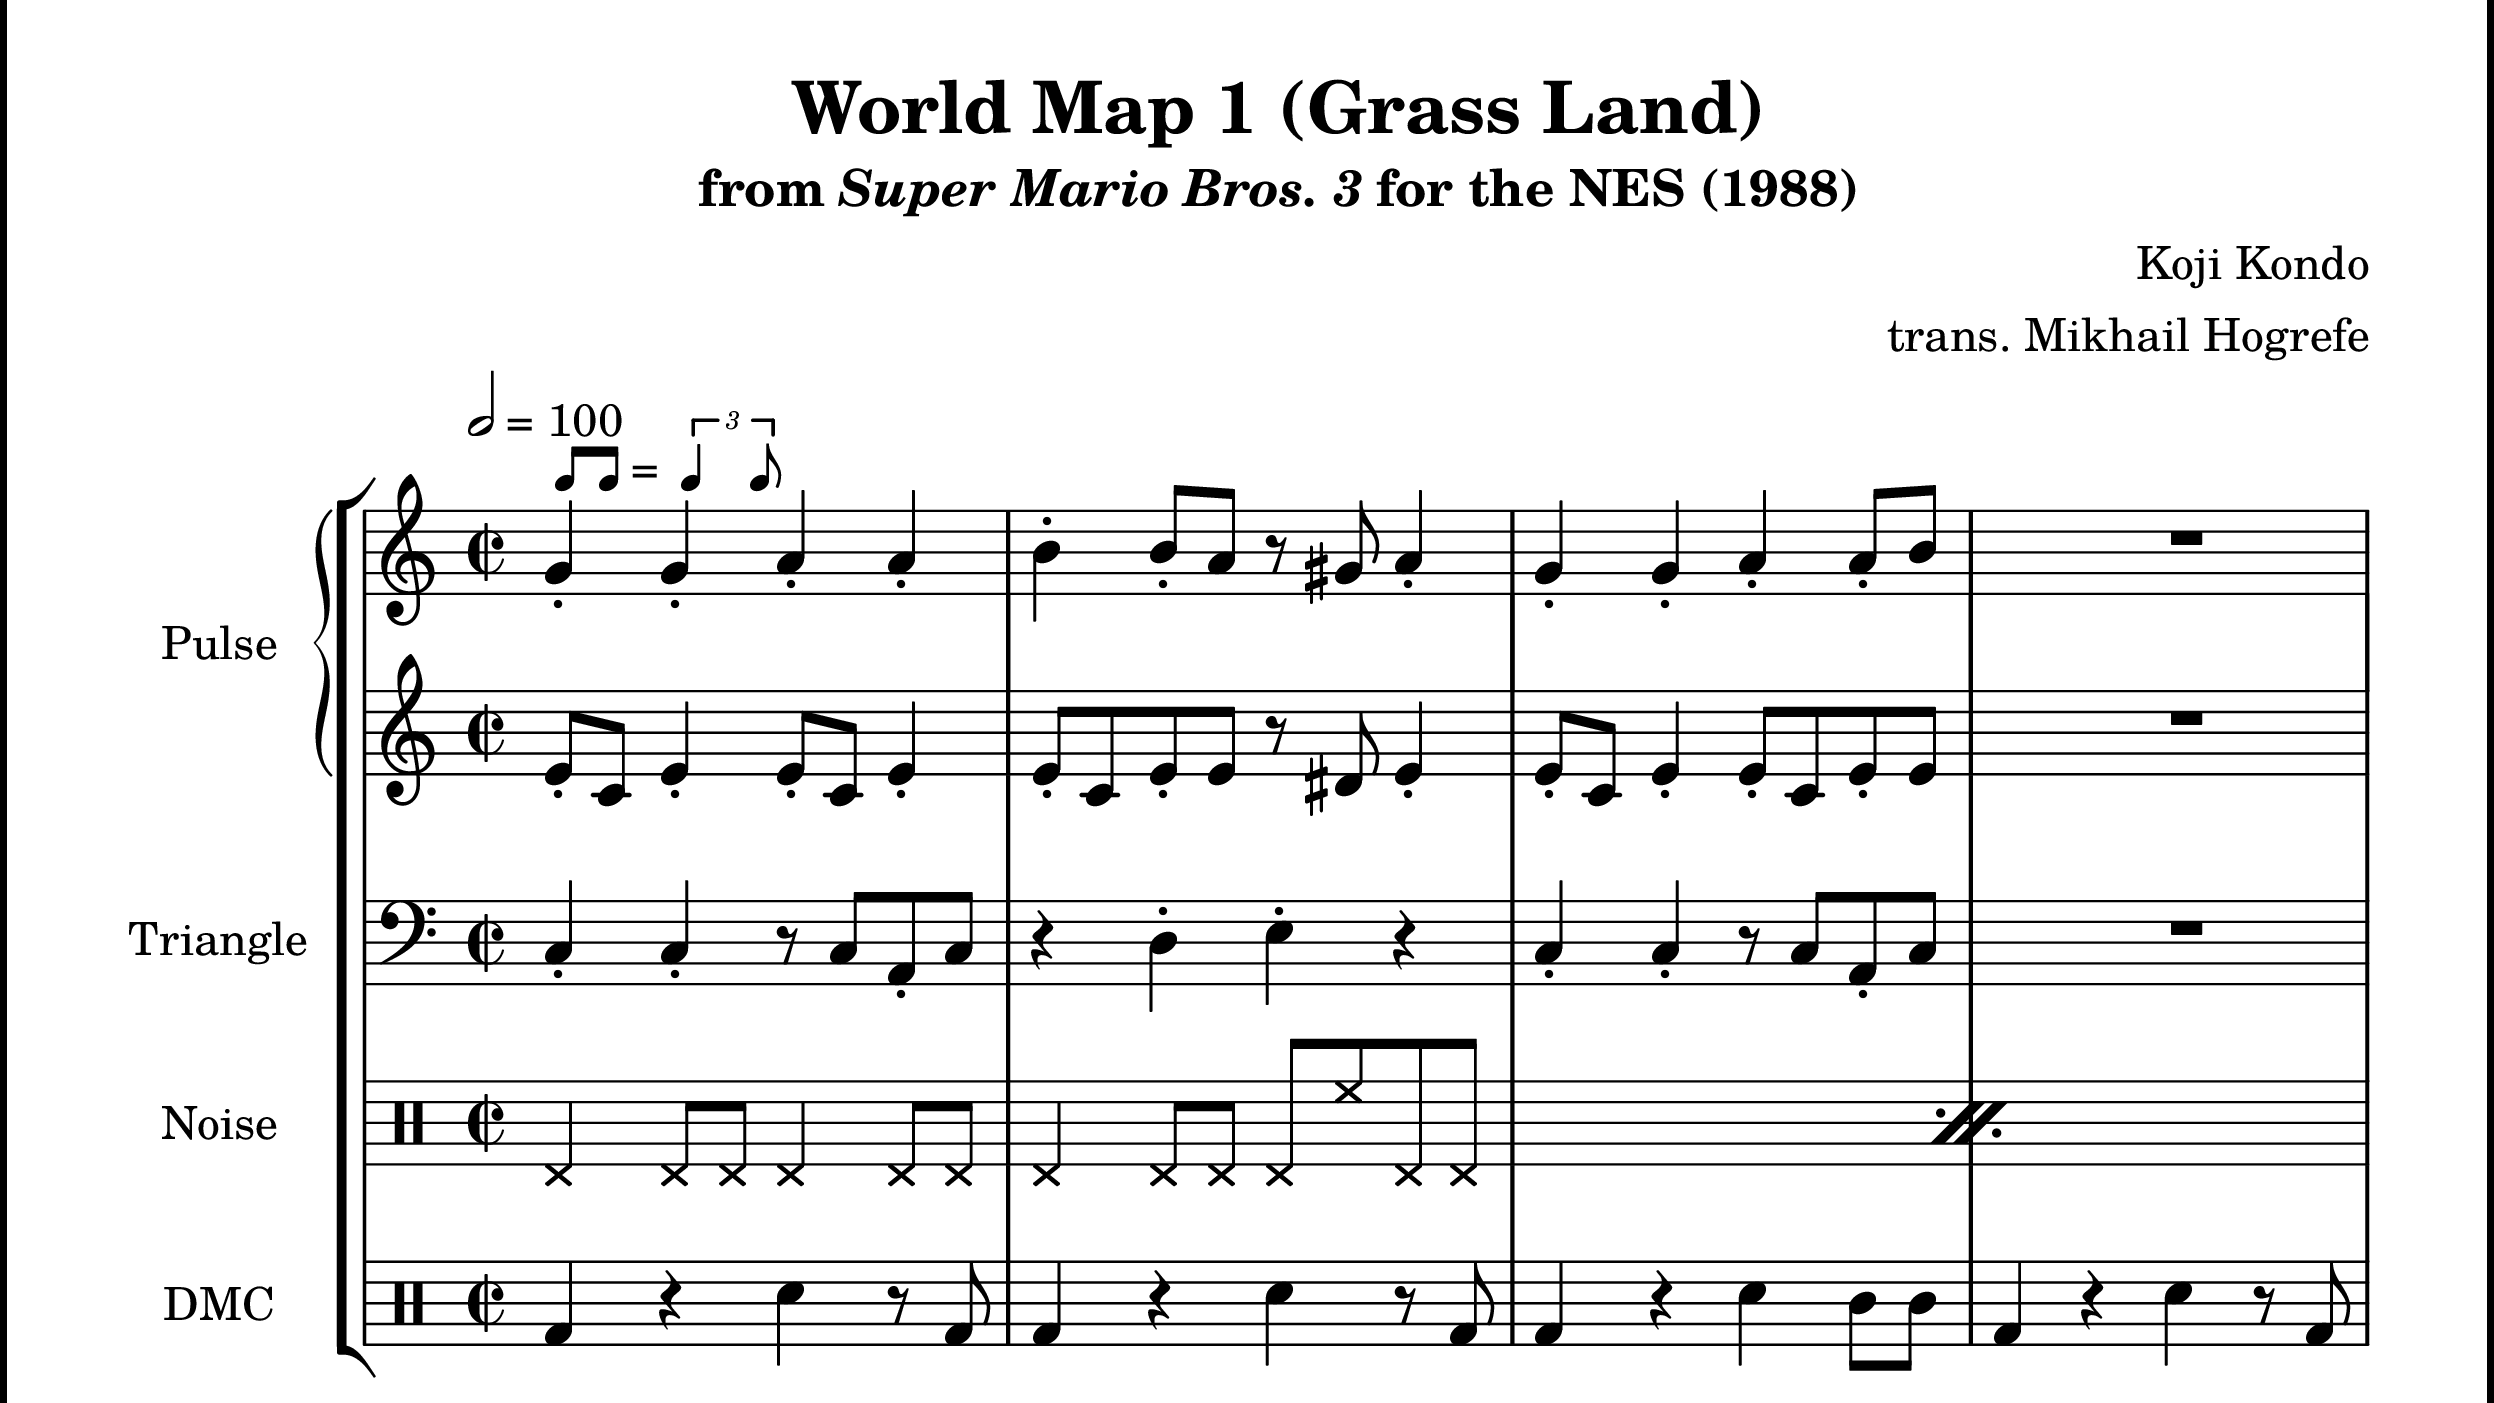 World Map 1 (Grass Land)
from Super Mario Bros. 3 for the NES (1988)
Koji Kondo
trans. Mikhail Hogrefe
= 100
3
=
Pulse
Triangle
Noise
DMC